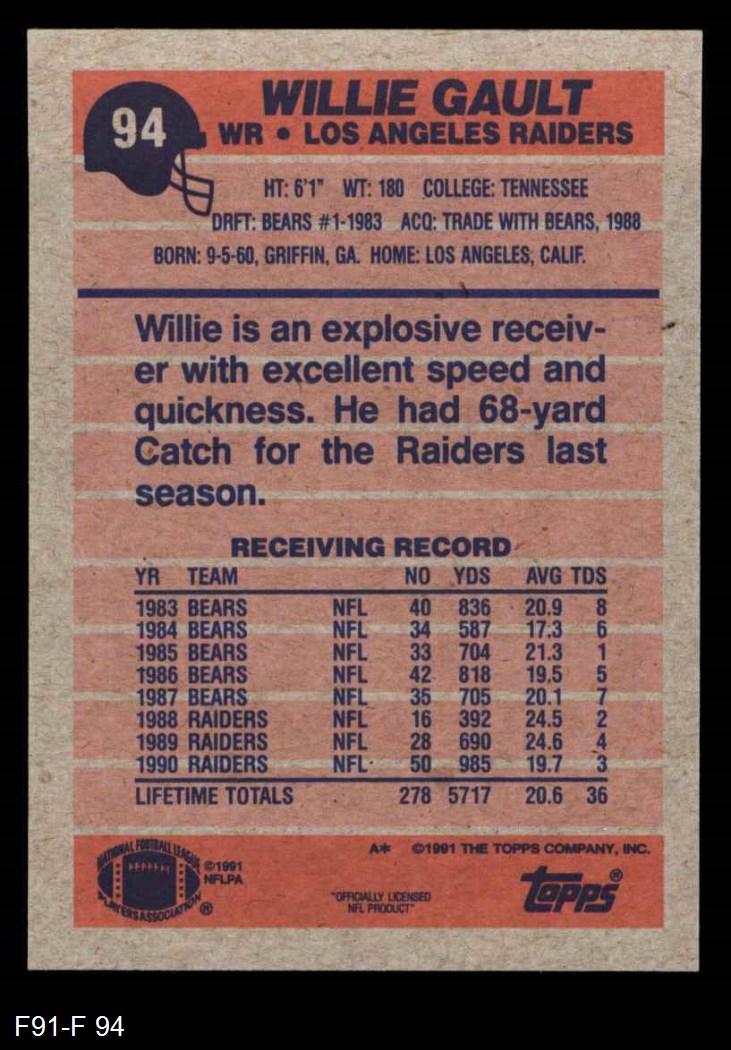 94
WILLIE GAULT
WR • LOS ANGELES RAIDERS
HT: 6'1" WT: 180 COLLEGE: TENNESSEE
DRFT: BEARS #1-1983 ACQ: TRADE WITH BEARS, 1988
BORN: 9-5-60, GRIFFIN, GA. HOME: LOS ANGELES, CALIF.
Willie is an explosive receiv-
er with excellent speed and
quickness. He had 68-yard
Catch for the Raiders last
season.
RECEIVING RECORD
YR TEAM NO YDS AVG TDS
1983 BEARS NFL 40 836 20.9 8
1984 BEARS NFL 34 587 17.3 6
1985 BEARS NFL 33 704 21.3 1
1986 BEARS NFL 42 818 19.5 5
1987 BEARS NFL 35 705 20.1 7
1988 RAIDERS NFL 16 392 24.5 2
1989 RAIDERS NFL 28 690 24.6 4
1990 RAIDERS NFL 50 985 19.7 3
LIFETIME TOTALS 278 5717 20.6 36
NATIONAL FOOTBALL LEAGUE
PLAYERS ASSOCIATION ®
©1991
NFLPA
A* ©1991 THE TOPPS COMPANY, INC.
"OFFICIALLY LICENSED
NFL PRODUCT"
topps®
F91-F 94